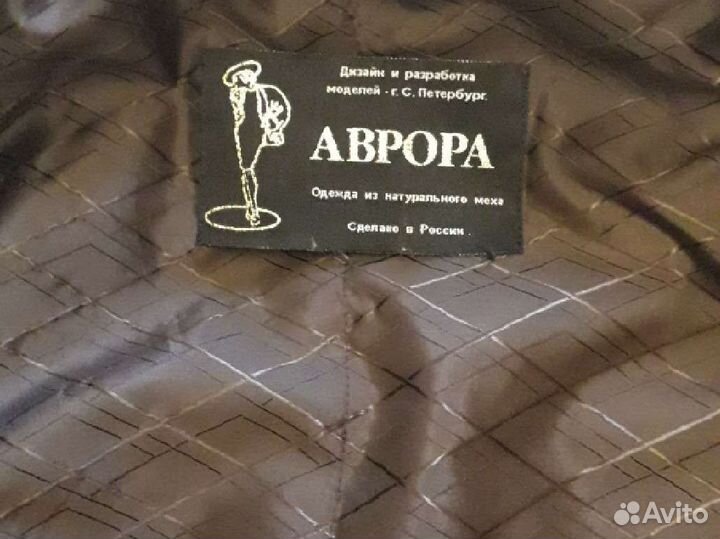 Дизайн и разработка
моделей - г. С. Петербург.
АВРОРА
Одежда из натурального меха
Сделано в России.
Avito